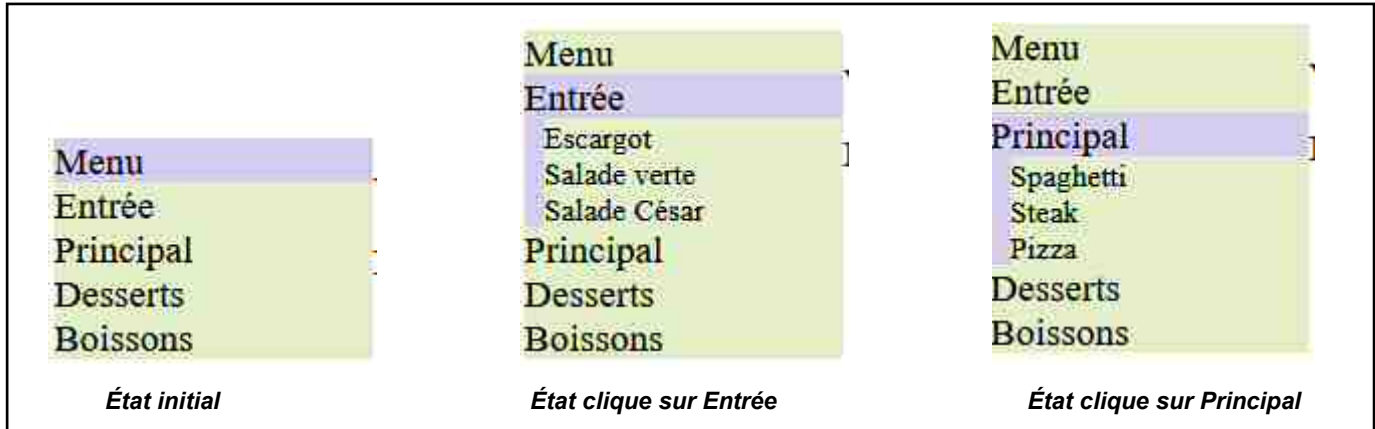 Menu
Entrée
Principal
Desserts
Boissons
État initial
Menu
Entrée
Escargot
Salade verte
Salade César
Principal
Desserts
Boissons
État clique sur Entrée
Menu
Entrée
Principal
Spaghetti
Steak
Pizza
Desserts
Boissons
État clique sur Principal